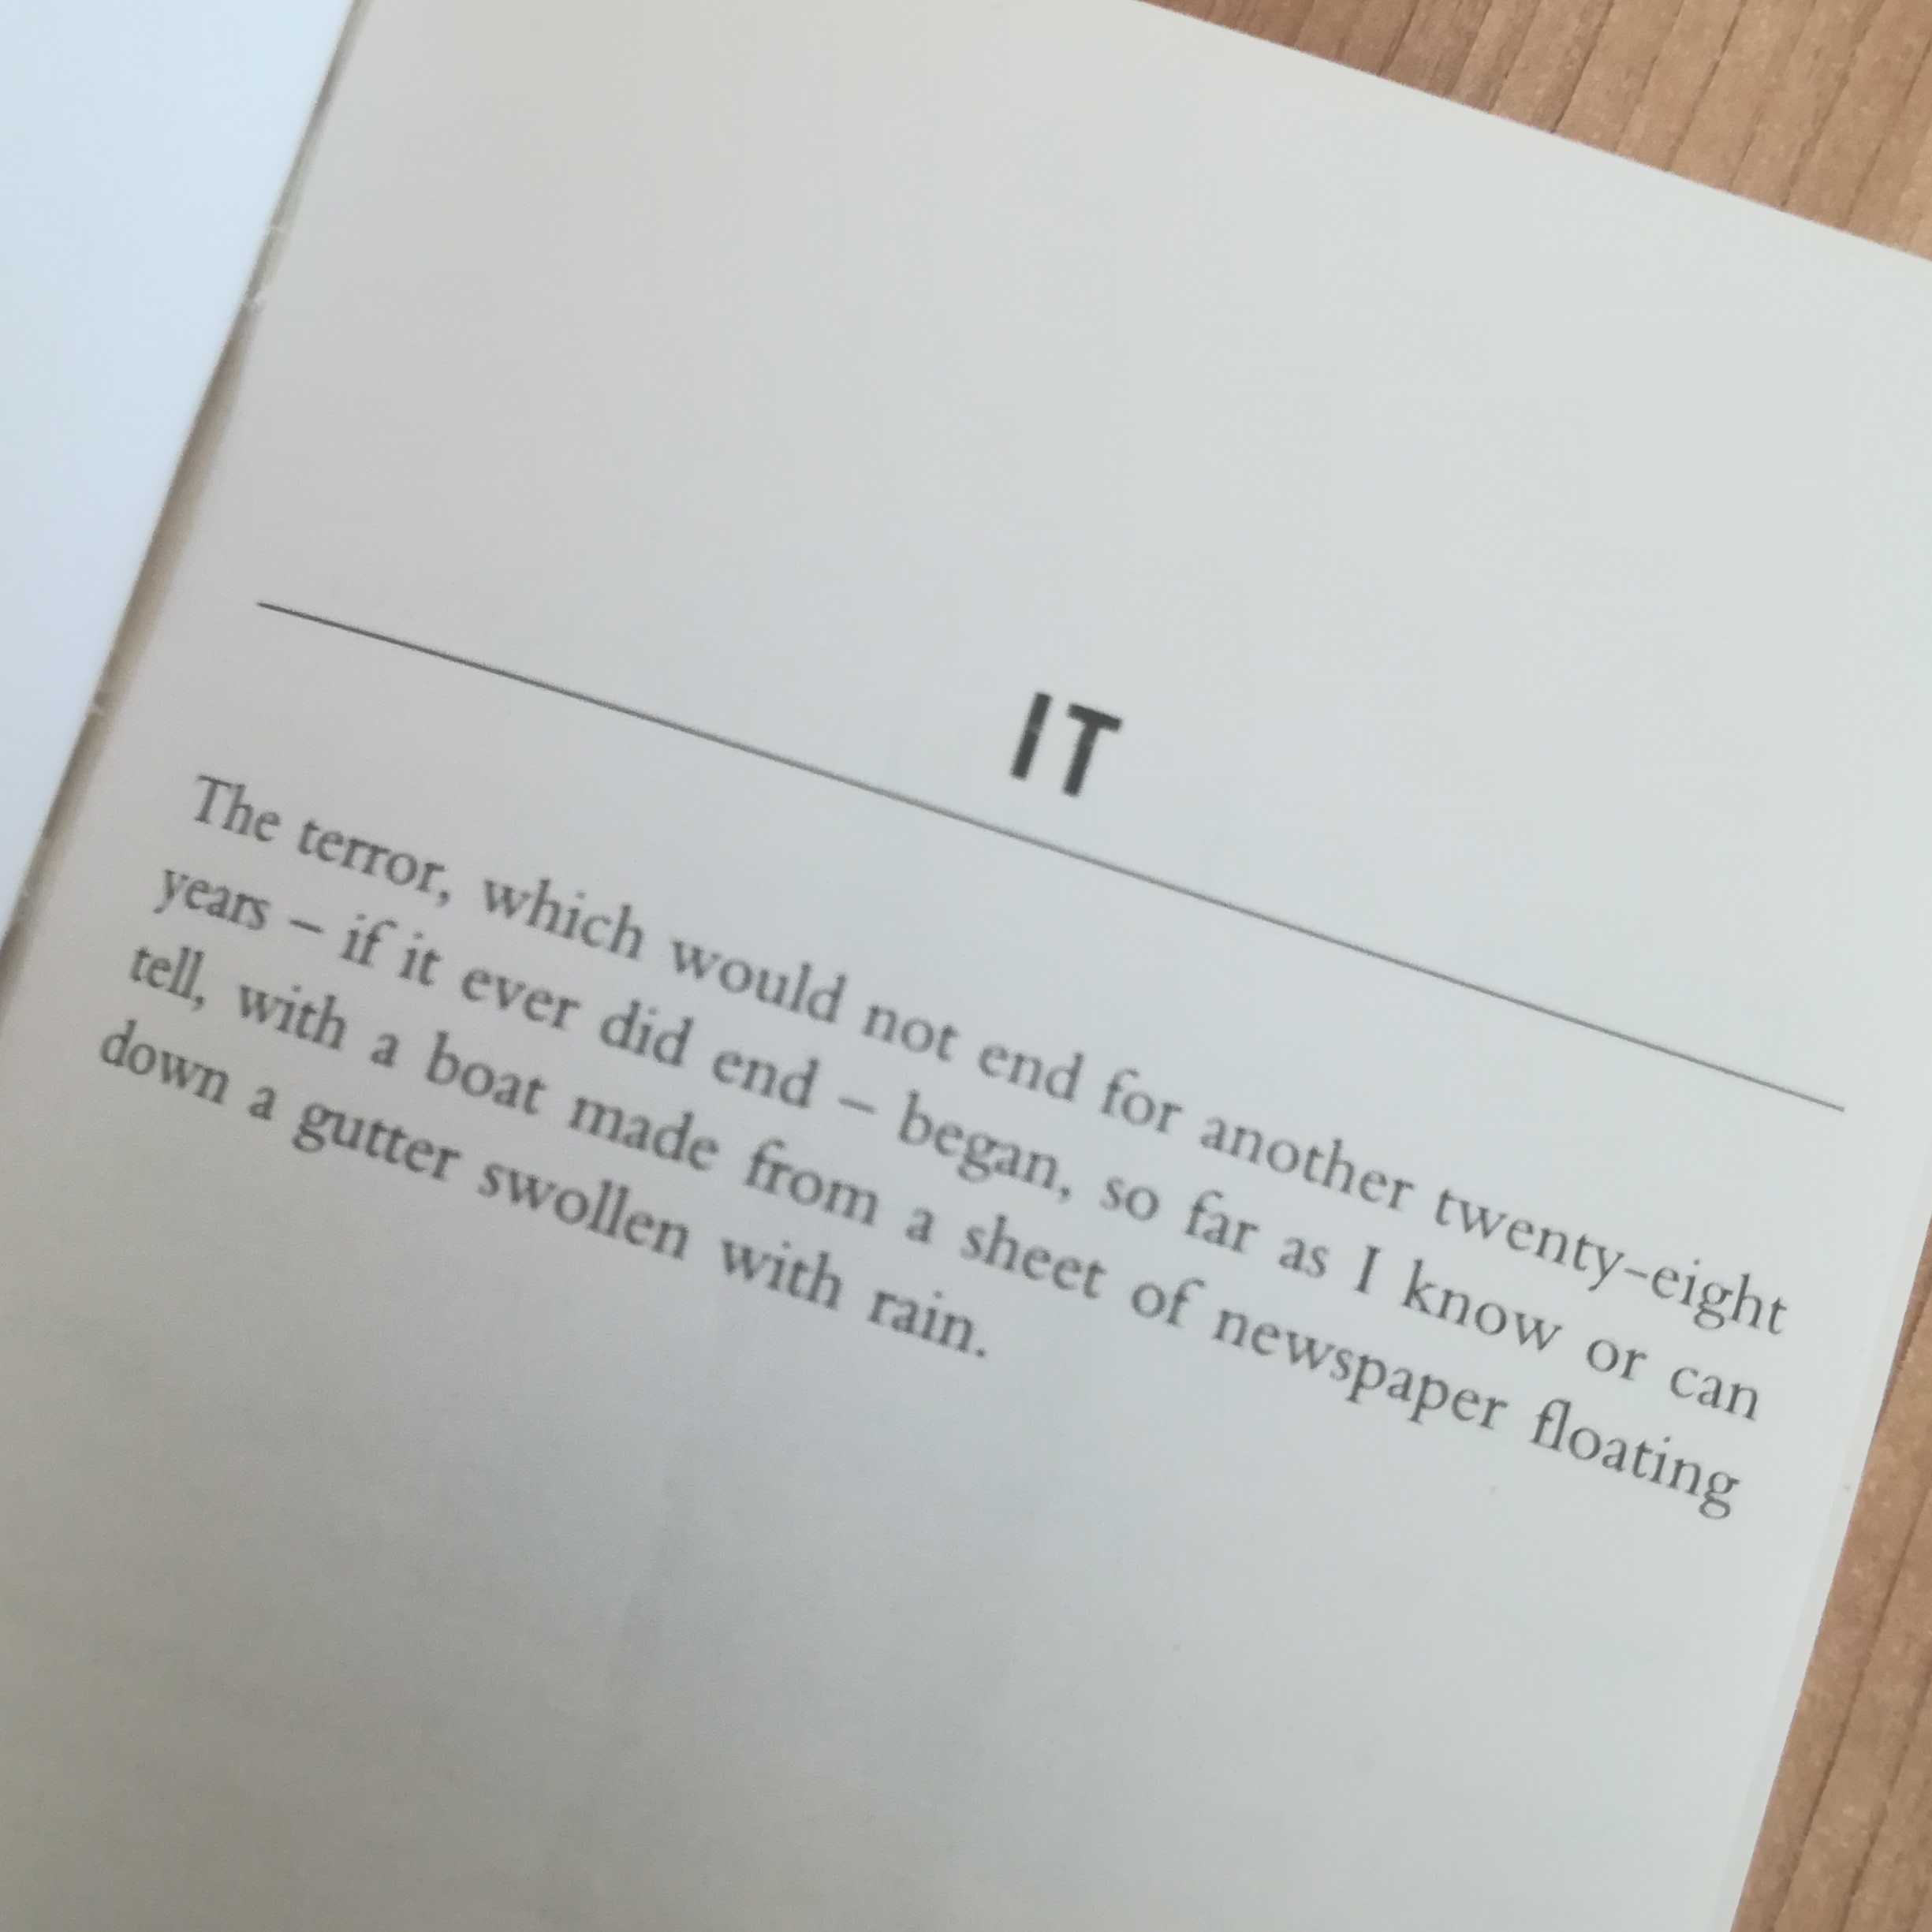 IT
The terror, which would not end for another twenty-eight
years – if it ever did end – began, so far as I know or can
tell, with a boat made from a sheet of newspaper floating
down a gutter swollen with rain.